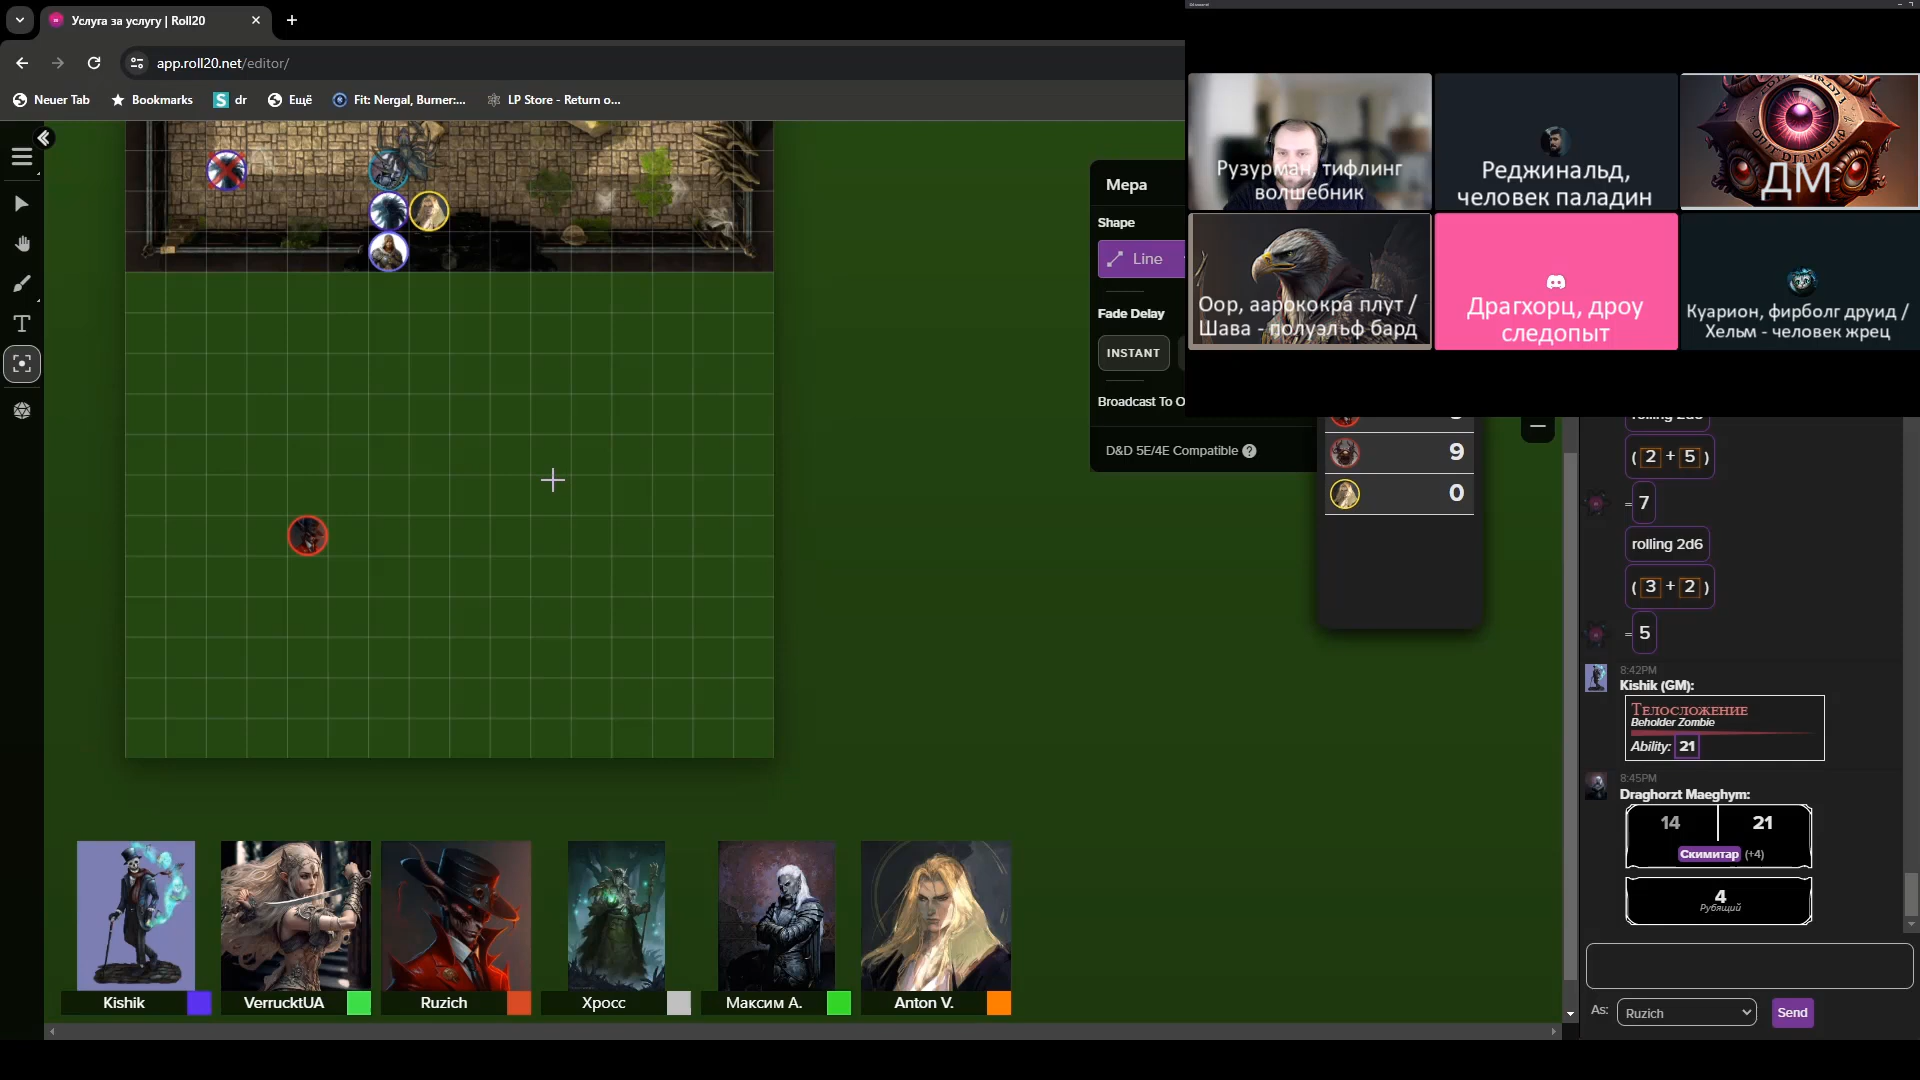 Услуга за услугу | Roll20
app.roll20.net/editor/
Neuer Tab
Bookmarks
dr
Ещё
Fit: Nergal, Burner:...
LP Store - Return o...
Рузурман, тифлинг
волшебник
Реджинальд,
человек паладин
ДМ
Оор, аарококра плут /
Шава - полуэльф бард
Драгхорц, дроу
следопыт
Куарион, фирболг друид /
Хельм - человек жрец
Мера
Shape
Line
Fade Delay
INSTANT
Broadcast To O
D&D 5E/4E Compatible
9
0
rolling 2d6
( 2 + 5 )
=7
rolling 2d6
( 3 + 2 )
=5
8:42PM
Kishik (GM):
Телосложение
Beholder Zombie
Ability: 21
8:45PM
Draghorzt Maeghym:
14
21
Скимитар (+4)
4
Рубящий
As:
Ruzich
Send
Kishik
VerrucktUA
Ruzich
Хросс
Максим А.
Anton V.